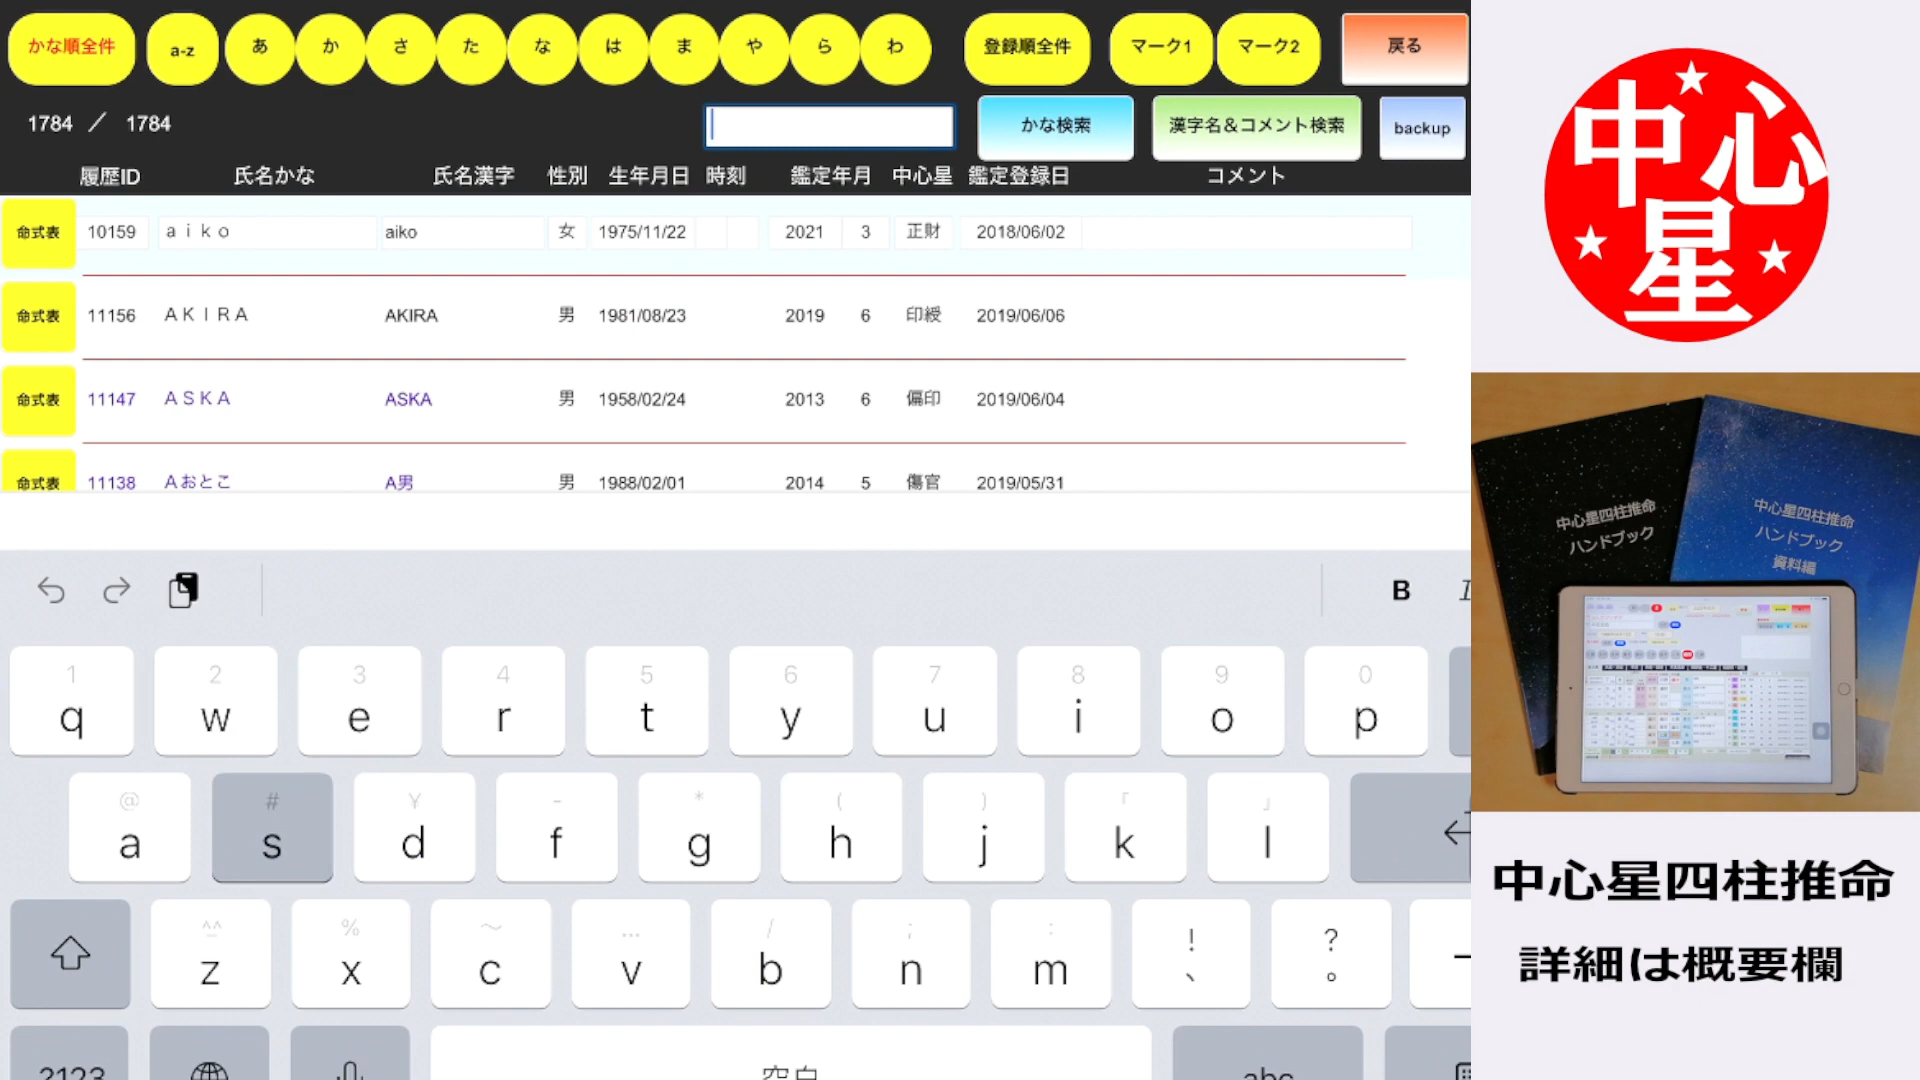 かな順全件 a-z あ か さ た な は ま や ら わ 登録順全件 マーク1 マーク2 戻る
1784 ／ 1784 かな検索 漢字名＆コメント検索 backup
履歴ID 氏名かな 氏名漢字 性別 生年月日 時刻 鑑定年月 中心星 鑑定登録日 コメント
命式表 10159 ａｉｋｏ aiko 女 1975/11/22 2021 3 正財 2018/06/02
命式表 11156 ＡＫＩＲＡ AKIRA 男 1981/08/23 2019 6 印綬 2019/06/06
命式表 11147 ＡＳＫＡ ASKA 男 1958/02/24 2013 6 偏印 2019/06/04
命式表 11138 Ａおとこ A男 男 1988/02/01 2014 5 傷官 2019/05/31
B I
1 2 3 4 5 6 7 8 9 0
q w e r t y u i o p
@ # ¥ - * ( ) 「 」
a s d f g h j k l
^^ % 〜 … / ; : ! ?
z x c v b n m 、 。
.?123 空白 abc
中心星
中心星四柱推命
ハンドブック
中心星四柱推命
ハンドブック
資料編
中心星四柱推命
詳細は概要欄